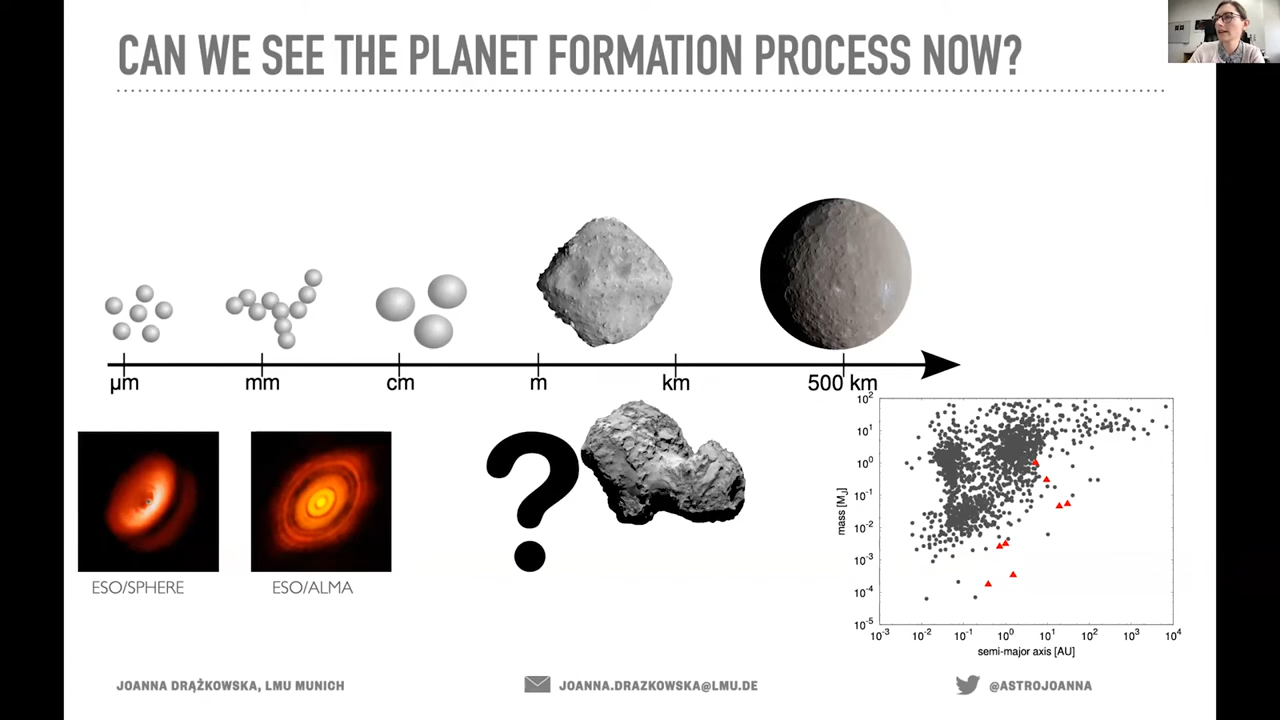 CAN WE SEE THE PLANET FORMATION PROCESS NOW?
µm mm cm m km 500 km
?
ESO/SPHERE ESO/ALMA
mass [MJ]
10² 10¹ 10⁰ 10⁻¹ 10⁻² 10⁻³ 10⁻⁴ 10⁻⁵
10⁻³ 10⁻² 10⁻¹ 10⁰ 10¹ 10² 10³ 10⁴
semi-major axis [AU]
JOANNA DRĄŻKOWSKA, LMU MUNICH JOANNA.DRAZKOWSKA@LMU.DE @ASTROJOANNA